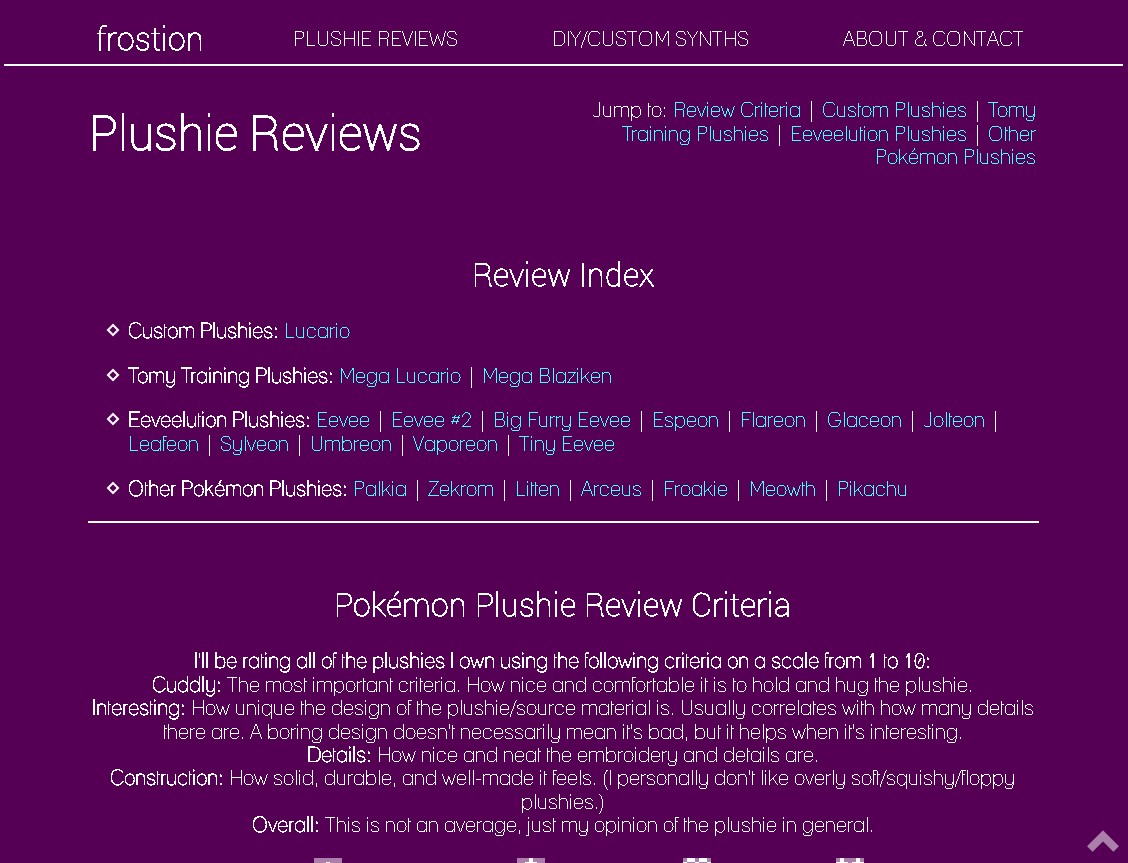 frostion
PLUSHIE REVIEWS
DIY/CUSTOM SYNTHS
ABOUT & CONTACT
Plushie Reviews
Jump to: Review Criteria | Custom Plushies | Tomy
Training Plushies | Eeveelution Plushies | Other
Pokémon Plushies
Review Index
Custom Plushies: Lucario
Tomy Training Plushies: Mega Lucario | Mega Blaziken
Eeveelution Plushies: Eevee | Eevee #2 | Big Furry Eevee | Espeon | Flareon | Glaceon | Jolteon |
Leafeon | Sylveon | Umbreon | Vaporeon | Tiny Eevee
Other Pokémon Plushies: Palkia | Zekrom | Litten | Arceus | Froakie | Meowth | Pikachu
Pokémon Plushie Review Criteria
I'll be rating all of the plushies I own using the following criteria on a scale from 1 to 10:
Cuddly: The most important criteria. How nice and comfortable it is to hold and hug the plushie.
Interesting: How unique the design of the plushie/source material is. Usually correlates with how many details
there are. A boring design doesn't necessarily mean it's bad, but it helps when it's interesting.
Details: How nice and neat the embroidery and details are.
Construction: How solid, durable, and well-made it feels. (I personally don't like overly soft/squishy/floppy
plushies.)
Overall: This is not an average, just my opinion of the plushie in general.